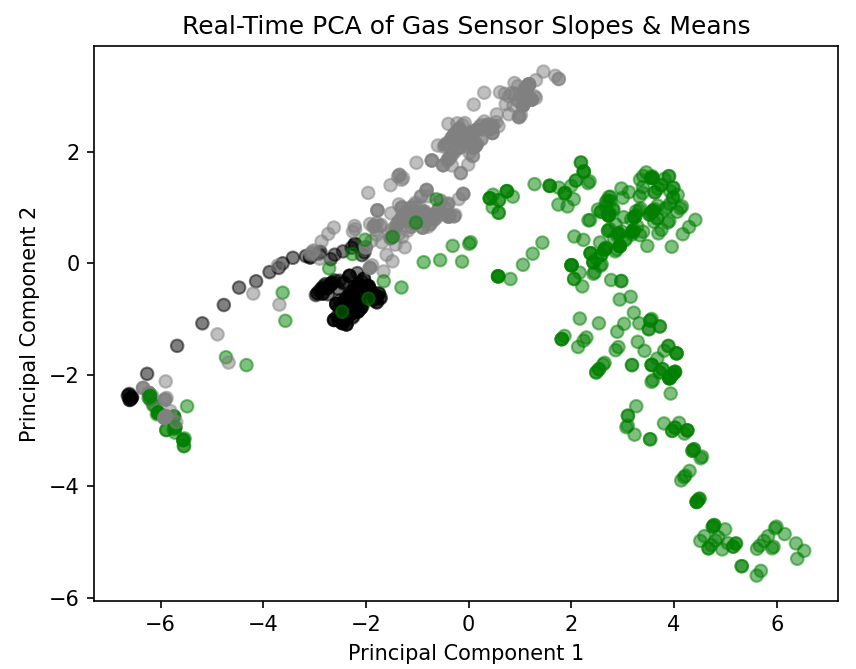 Real-Time PCA of Gas Sensor Slopes & Means
Principal Component 2
2
0
−2
−4
−6
−6 −4 −2 0 2 4 6
Principal Component 1